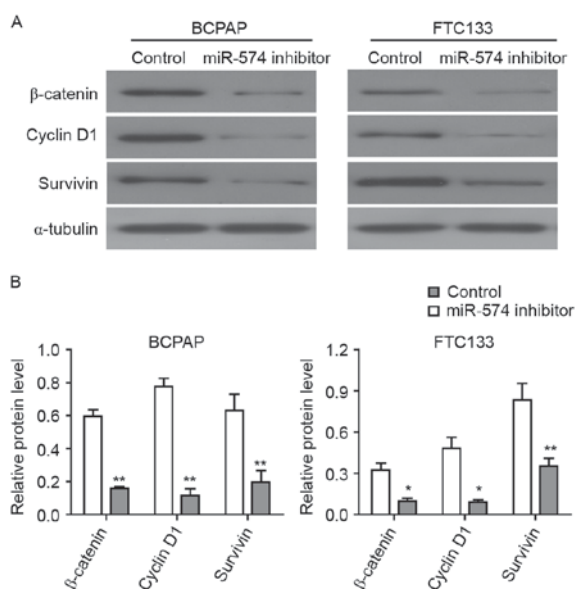 A
BCPAP
FTC133
Control miR-574 inhibitor
Control miR-574 inhibitor
β-catenin
Cyclin D1
Survivin
α-tubulin
B
Control
miR-574 inhibitor
BCPAP
Relative protein level
1.0
0.8
0.6
0.4
0.2
0.0
**
**
**
β-catenin
Cyclin D1
Survivin
FTC133
Relative protein level
1.2
0.9
0.6
0.3
0.0
*
*
**
β-catenin
Cyclin D1
Survivin